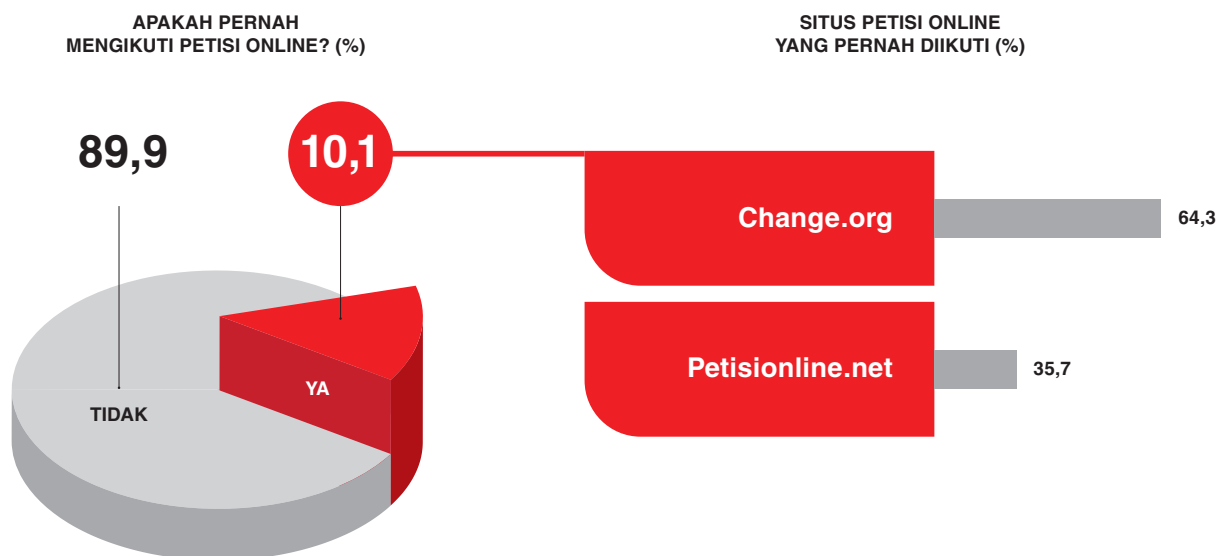 APAKAH PERNAH
MENGIKUTI PETISI ONLINE? (%)
89,9
10,1
TIDAK
YA
SITUS PETISI ONLINE
YANG PERNAH DIIKUTI (%)
Change.org
64,3
Petisionline.net
35,7